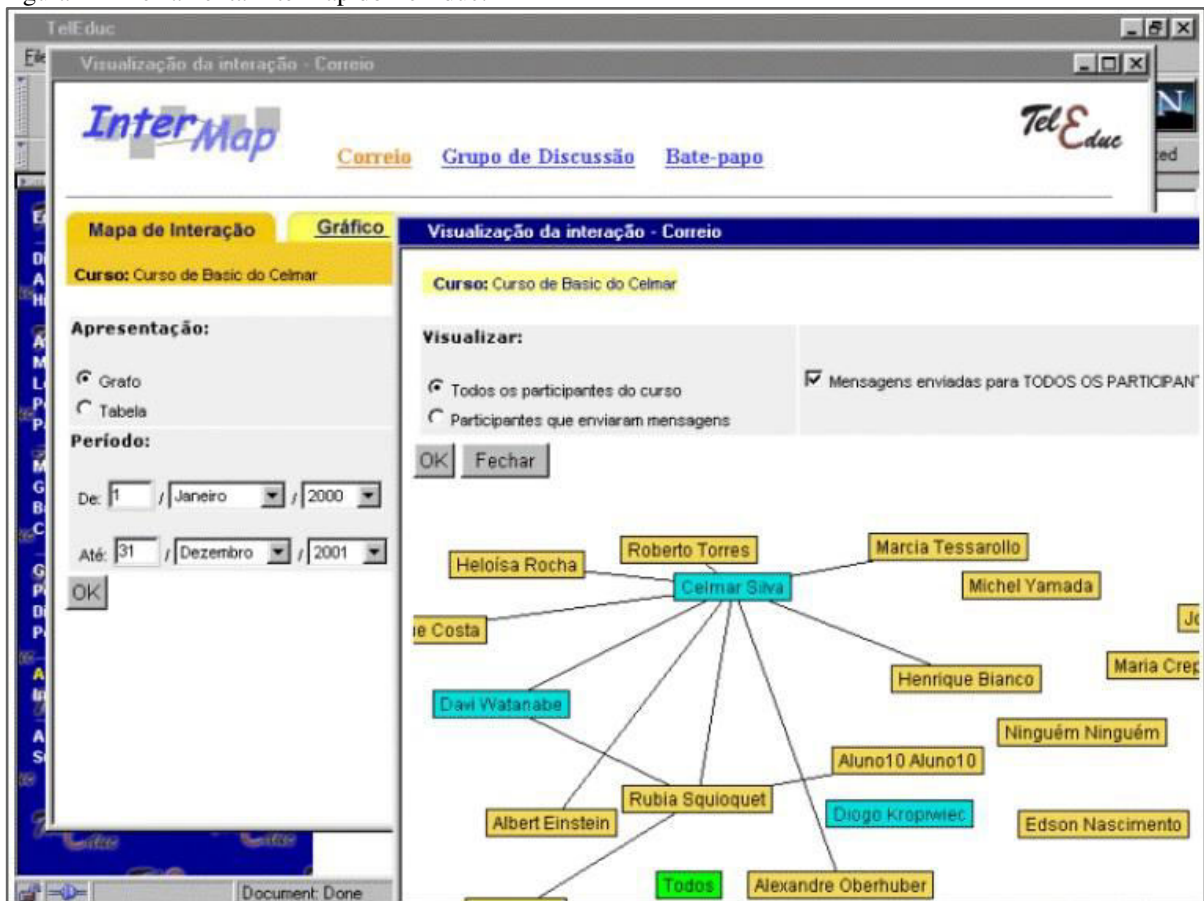 TelEduc
Visualização da interação - Correio
InterMap
TelEduc
Correio Grupo de Discussão Bate-papo
N
Mapa de Interação Gráfico
Visualização da interação - Correio
Curso: Curso de Basic do Celmar
Curso: Curso de Basic do Celmar
Apresentação:
Visualizar:
Grafo
Todos os participantes do curso
Mensagens enviadas para TODOS OS
Tabela
Participantes que enviaram mensagens
Período:
OK Fechar
De: 1 / Janeiro / 2000
Até: 31 / Dezembro / 2001
OK
Roberto Torres
Marcia Tessarollo
Heloísa Rocha
Celmar Silva
Michel Yamada
Costa
Maria
Henrique Bianco
Davi Watanabe
Ninguém Ninguém
Aluno10 Aluno10
Rubia Squioquet
Albert Einstein
Diogo Kropiwiec
Edson Nascimento
Todos
Alexandre Oberhuber
Document: Done